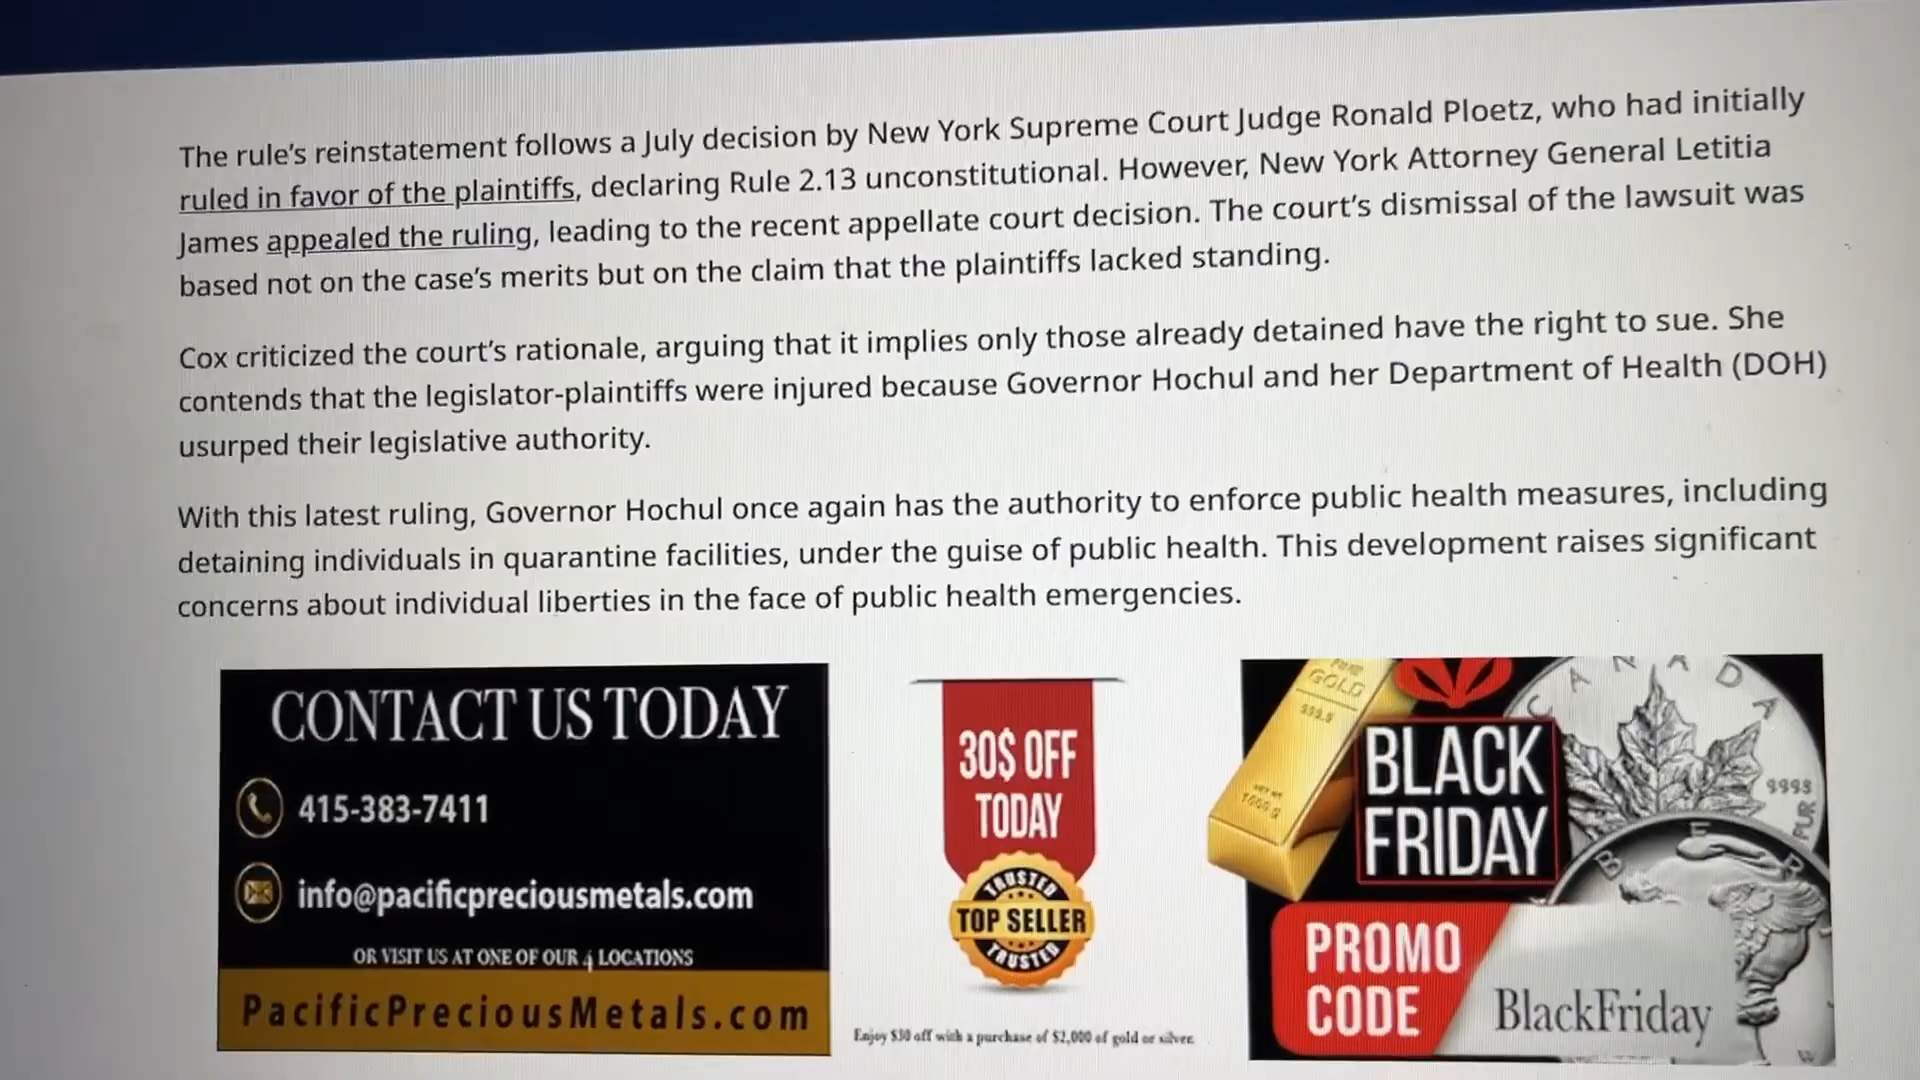 The rule's reinstatement follows a July decision by New York Supreme Court Judge Ronald Ploetz, who had initially
ruled in favor of the plaintiffs, declaring Rule 2.13 unconstitutional. However, New York Attorney General Letitia
James appealed the ruling, leading to the recent appellate court decision. The court's dismissal of the lawsuit was
based not on the case's merits but on the claim that the plaintiffs lacked standing.
Cox criticized the court's rationale, arguing that it implies only those already detained have the right to sue. She
contends that the legislator-plaintiffs were injured because Governor Hochul and her Department of Health (DOH)
usurped their legislative authority.
With this latest ruling, Governor Hochul once again has the authority to enforce public health measures, including
detaining individuals in quarantine facilities, under the guise of public health. This development raises significant
concerns about individual liberties in the face of public health emergencies.
CONTACT US TODAY
415-383-7411
info@pacificpreciousmetals.com
OR VISIT US AT ONE OF OUR 4 LOCATIONS
PacificPreciousMetals.com
30$ OFF
TODAY
TRUSTED
TOP SELLER
TRUSTED
Enjoy $30 off with a purchase of $2,000 of gold or silver.
FINE
GOLD
999.9
NET WT
1000 g
CANADA
9993
PUR
BLACK
FRIDAY
PROMO
CODE
BlackFriday